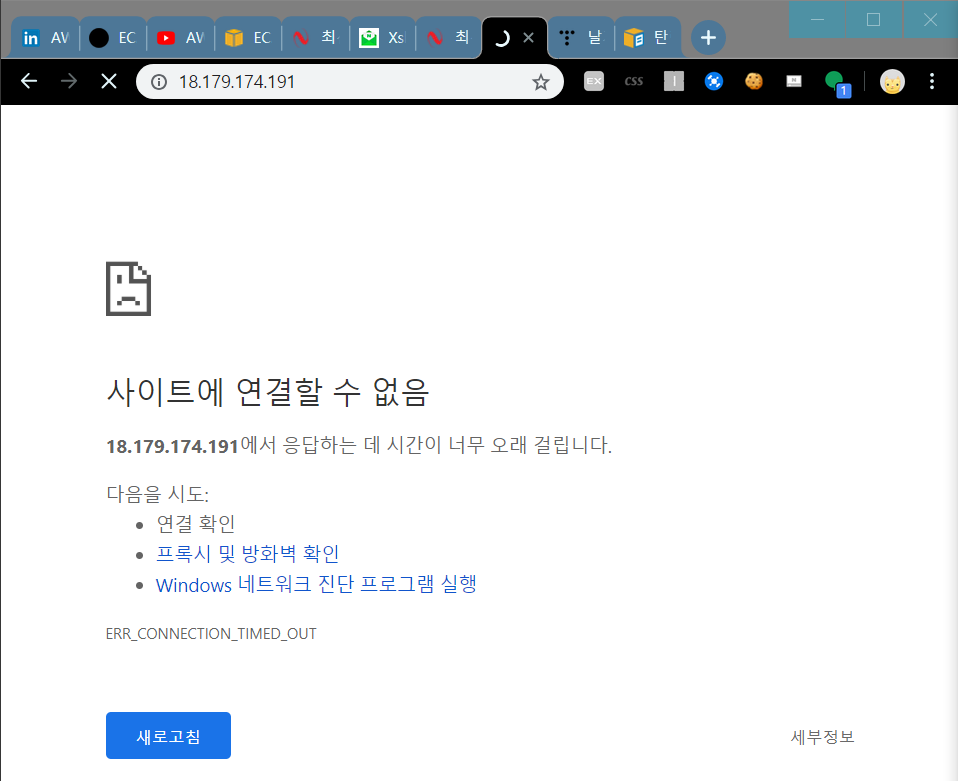 in AV EC AV EC 최 Xs 최 날 탄
18.179.174.191 EX CSS 1
사이트에 연결할 수 없음
18.179.174.191에서 응답하는 데 시간이 너무 오래 걸립니다.
다음을 시도:
연결 확인
프록시 및 방화벽 확인
Windows 네트워크 진단 프로그램 실행
ERR_CONNECTION_TIMED_OUT
새로고침 세부정보